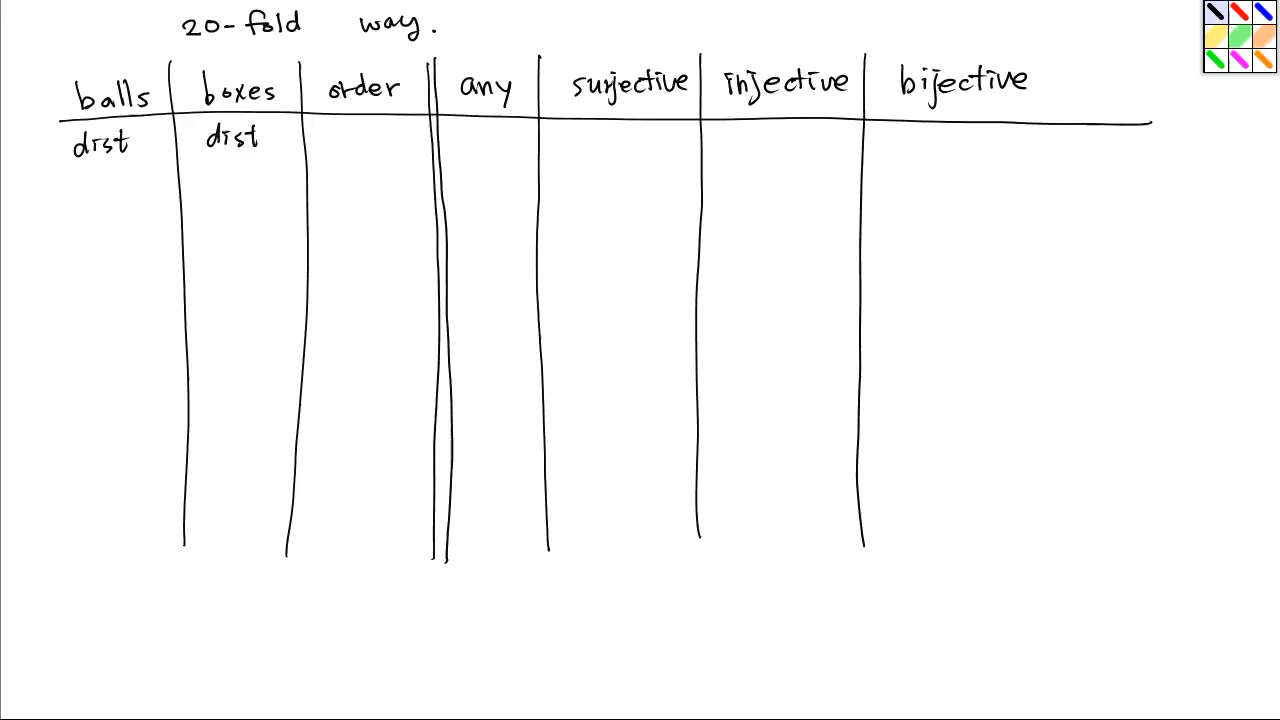 20-fold way.
balls boxes order any surjective injective bijective
dist dist